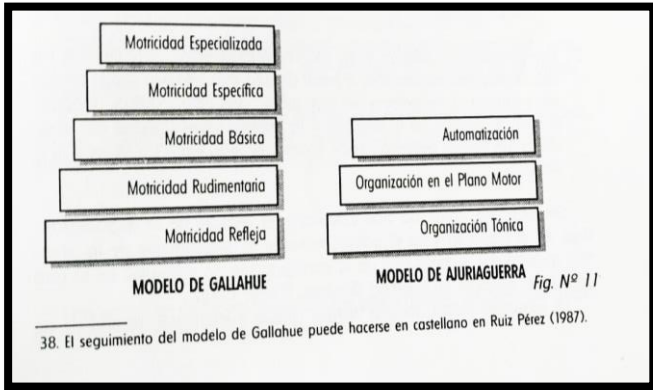 Motricidad Especializada
Motricidad Específica
Motricidad Básica
Motricidad Rudimentaria
Motricidad Refleja
MODELO DE GALLAHUE
Automatización
Organización en el Plano Motor
Organización Tónica
MODELO DE AJURIAGUERRA
Fig. Nº 11
38. El seguimiento del modelo de Gallahue puede hacerse en castellano en Ruiz Pérez (1987).